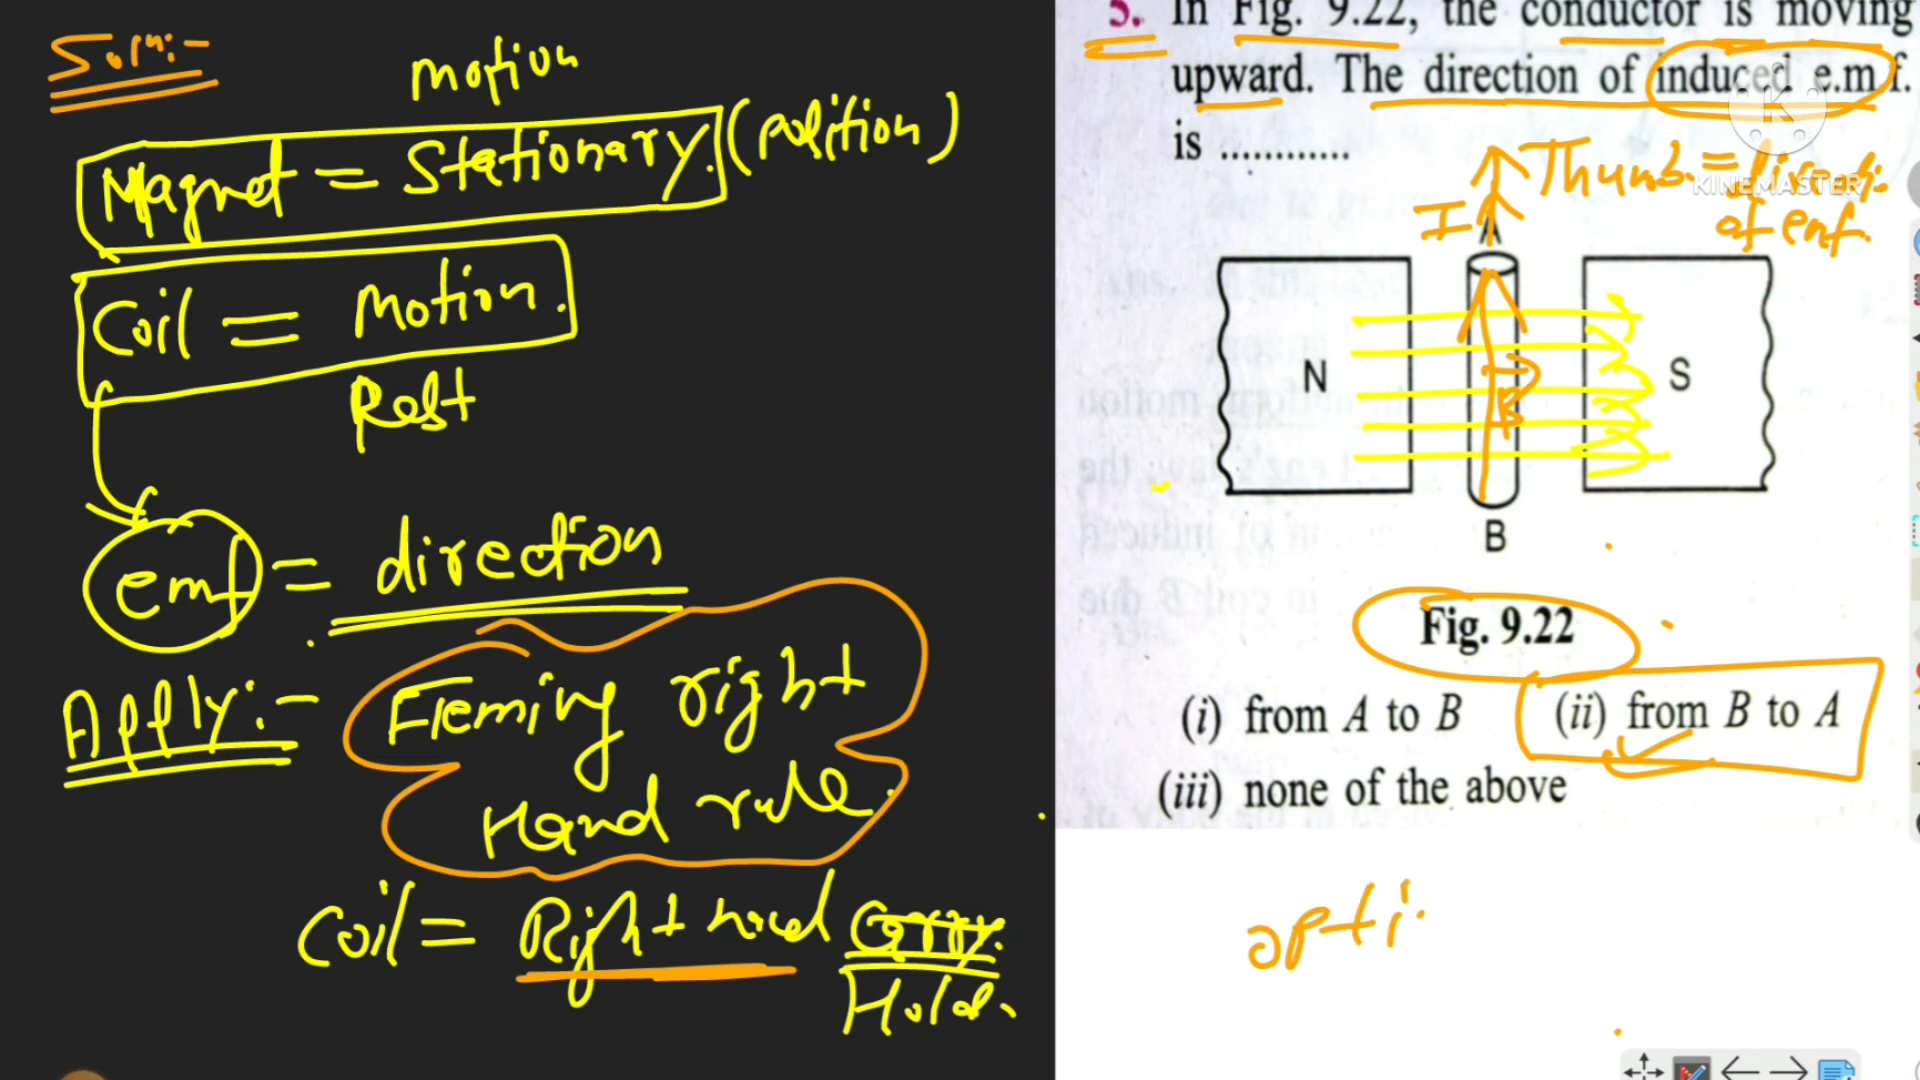 Soln:-
motion
Magnet = Stationary. (position)
Coil = Motion.
Rest
emf = direction
Apply:-
Fleming right
Hand rule.
Coil = Right hand
Hold.
5. In Fig. 9.22, the conductor is moving
upward. The direction of induced e.m.f.
is ............
Thumb = direct.
of emf.
KINEMASTER
K
I
A
N
S
B
Fig. 9.22
(i) from A to B (ii) from B to A
(iii) none of the above
opti.